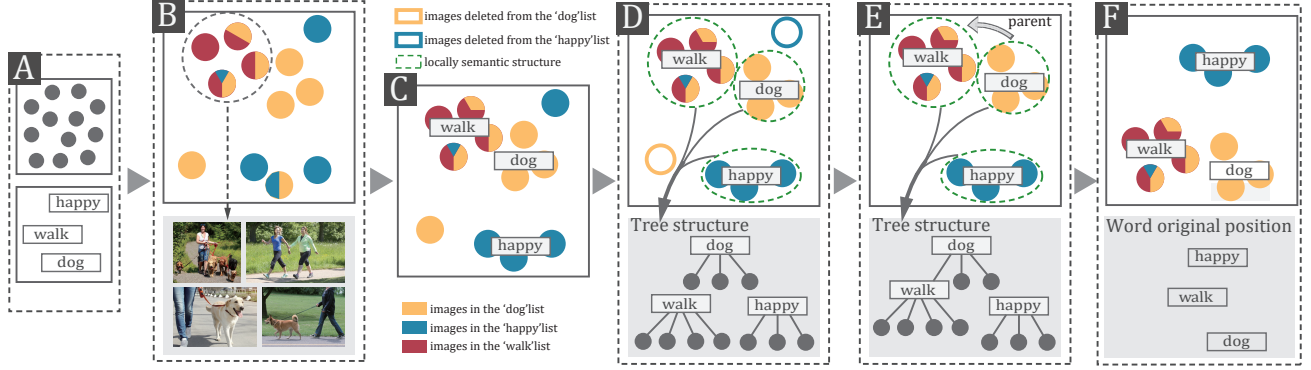 A
happy
walk
dog
B
images deleted from the 'dog'list
images deleted from the 'happy'list
locally semantic structure
C
walk
dog
happy
images in the 'dog'list
images in the 'happy'list
images in the 'walk'list
D
walk
dog
happy
Tree structure
dog
walk
happy
E
parent
walk
dog
happy
Tree structure
dog
walk
happy
F
happy
walk
dog
Word original position
happy
walk
dog